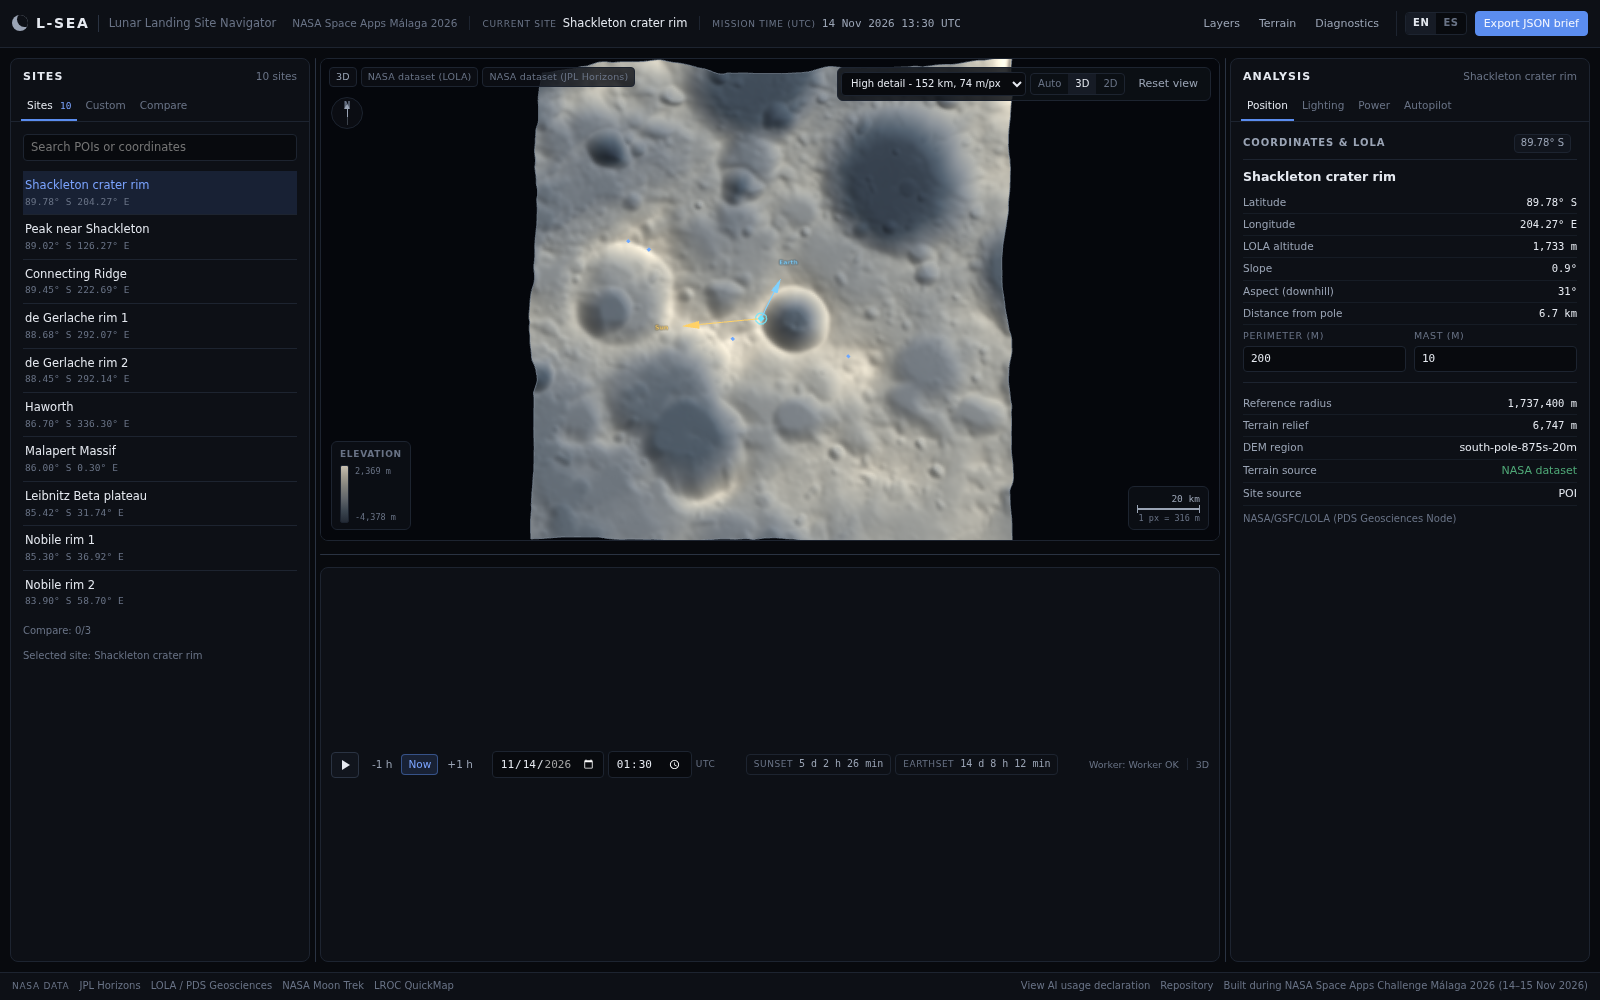 L-SEA
Lunar Landing Site Navigator
NASA Space Apps Málaga 2026
CURRENT SITE Shackleton crater rim
MISSION TIME (UTC) 14 Nov 2026 13:30 UTC
Layers
Terrain
Diagnostics
EN ES
Export JSON brief
SITES
10 sites
Sites 10
Custom
Compare
Search POIs or coordinates
Shackleton crater rim
89.78° S 204.27° E
Peak near Shackleton
89.02° S 126.27° E
Connecting Ridge
89.45° S 222.69° E
de Gerlache rim 1
88.68° S 292.07° E
de Gerlache rim 2
88.45° S 292.14° E
Haworth
86.70° S 336.30° E
Malapert Massif
86.00° S 0.30° E
Leibnitz Beta plateau
85.42° S 31.74° E
Nobile rim 1
85.30° S 36.92° E
Nobile rim 2
83.90° S 58.70° E
Compare: 0/3
Selected site: Shackleton crater rim
3D
NASA dataset (LOLA)
NASA dataset (JPL Horizons)
High detail - 152 km, 74 m/px
Auto 3D 2D
Reset view
N
Earth
ELEVATION
2,369 m
-4,378 m
20 km
1 px = 316 m
-1 h
Now
+1 h
11/14/2026
01:30
UTC
SUNSET 5 d 2 h 26 min
EARTHSET 14 d 8 h 12 min
Worker: Worker OK
3D
ANALYSIS
Shackleton crater rim
Position
Lighting
Power
Autopilot
COORDINATES & LOLA
89.78° S
Shackleton crater rim
Latitude 89.78° S
Longitude 204.27° E
LOLA altitude 1,733 m
Slope 0.9°
Aspect (downhill) 31°
Distance from pole 6.7 km
PERIMETER (M) MAST (M)
200 10
Reference radius 1,737,400 m
Terrain relief 6,747 m
DEM region south-pole-875s-20m
Terrain source NASA dataset
Site source POI
NASA/GSFC/LOLA (PDS Geosciences Node)
NASA DATA
JPL Horizons
LOLA / PDS Geosciences
NASA Moon Trek
LROC QuickMap
View AI usage declaration
Repository
Built during NASA Space Apps Challenge Málaga 2026 (14–15 Nov 2026)